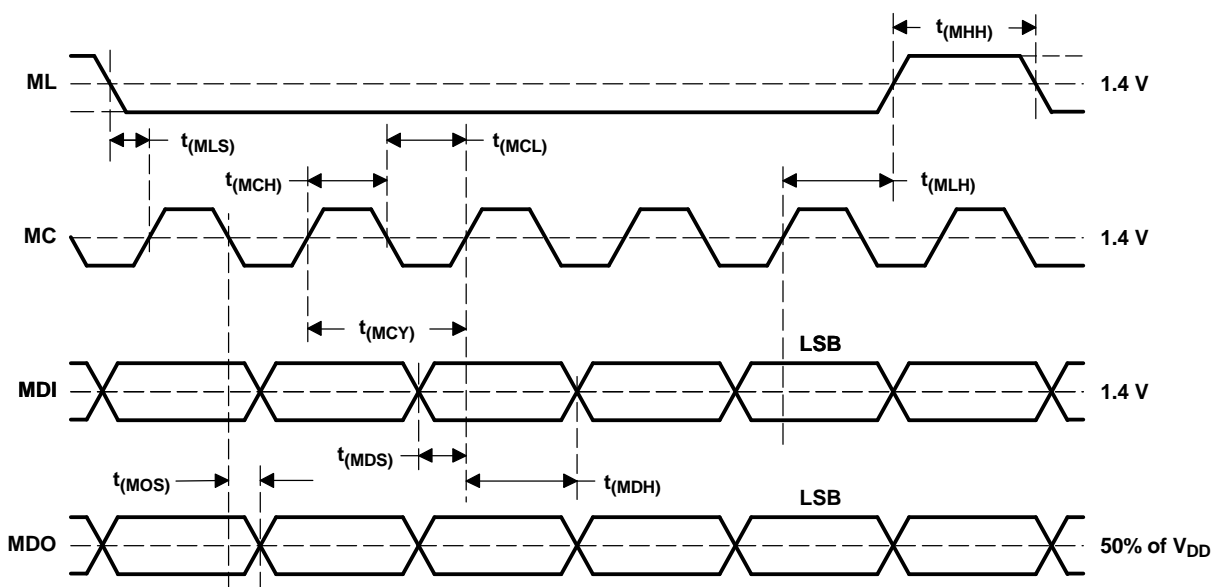 t(MHH)
ML
1.4 V
t(MLS)
t(MCL)
t(MCH)
t(MLH)
MC
1.4 V
t(MCY)
LSB
MDI
1.4 V
t(MDS)
t(MOS)
t(MDH)
LSB
MDO
50% of VDD